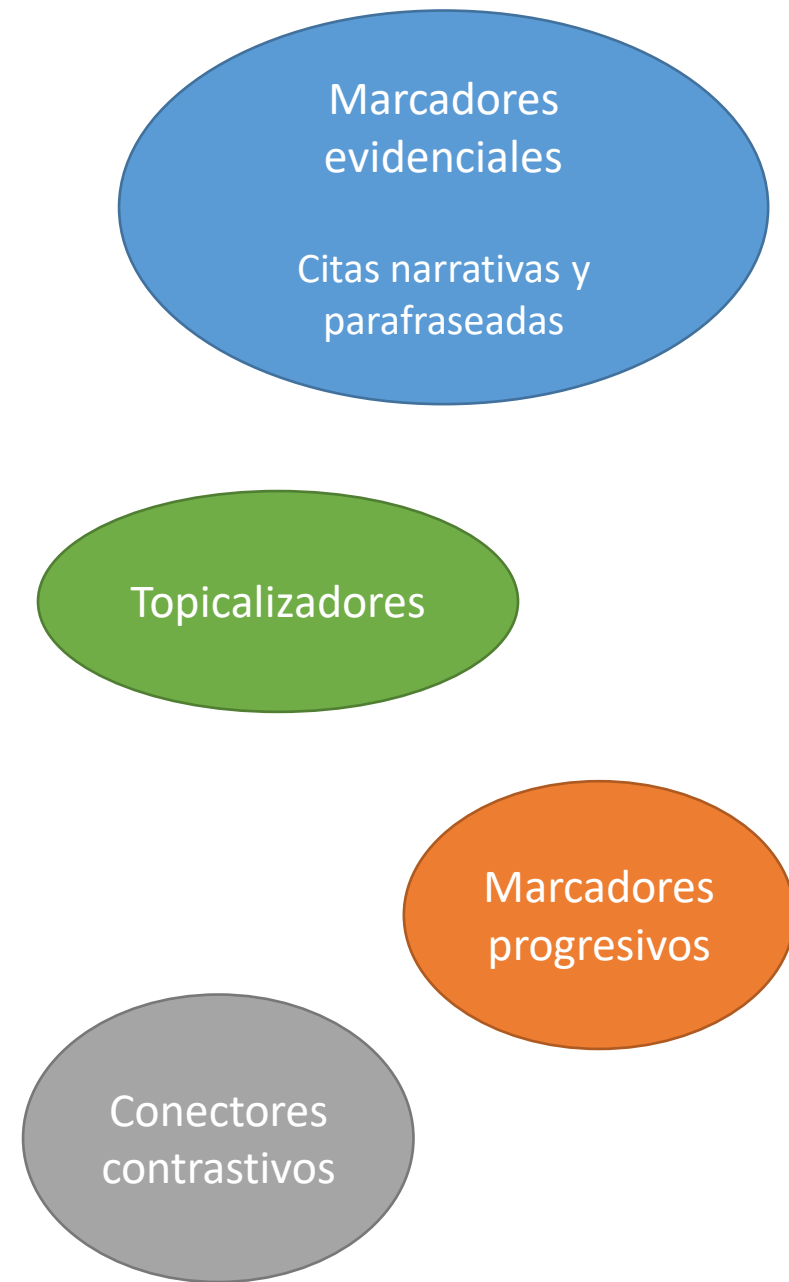 Marcadores
evidenciales
Citas narrativas y
parafraseadas
Topicalizadores
Marcadores
progresivos
Conectores
contrastivos